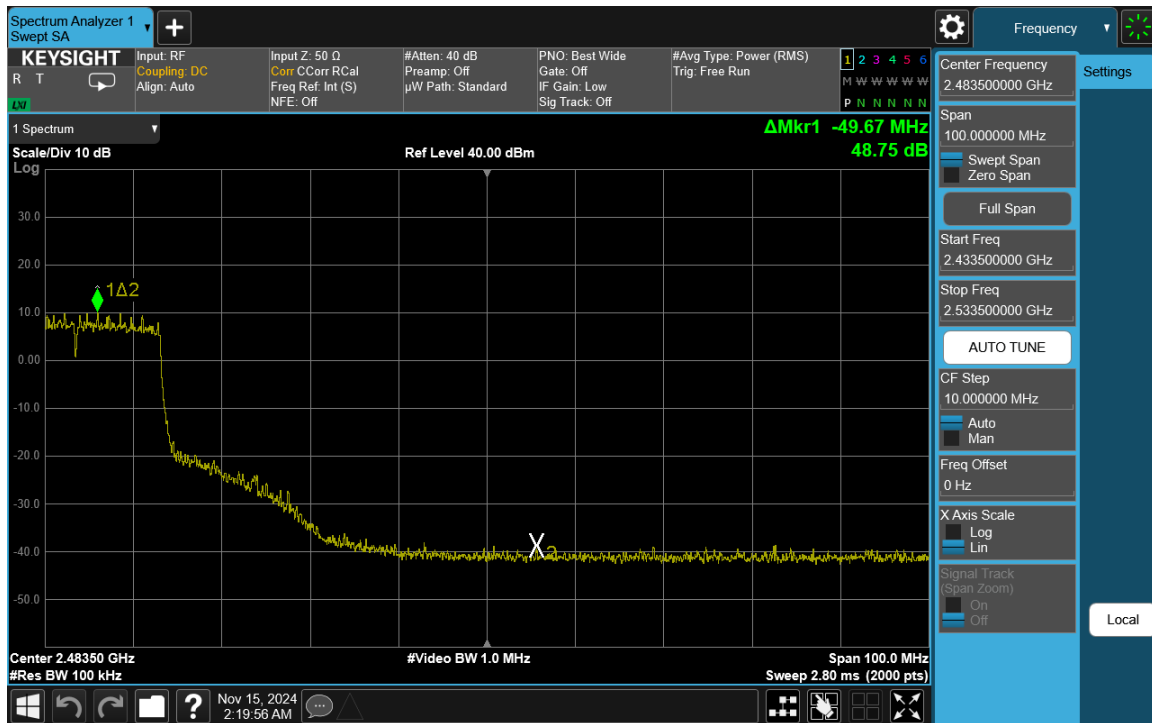 Spectrum Analyzer 1
Swept SA
+
Frequency
KEYSIGHT
R T
LXI
Input: RF
Coupling: DC
Align: Auto
Input Z: 50 Ω
Corr CCorr RCal
Freq Ref: Int (S)
NFE: Off
#Atten: 40 dB
Preamp: Off
µW Path: Standard
PNO: Best Wide
Gate: Off
IF Gain: Low
Sig Track: Off
#Avg Type: Power (RMS)
Trig: Free Run
1 2 3 4 5 6
M W W W W W
P N N N N N
1 Spectrum
ΔMkr1 -49.67 MHz
48.75 dB
Scale/Div 10 dB
Ref Level 40.00 dBm
Log
30.0
20.0
10.0
0.00
-10.0
-20.0
-30.0
-40.0
-50.0
1Δ2
2
Center 2.48350 GHz
#Video BW 1.0 MHz
Span 100.0 MHz
#Res BW 100 kHz
Sweep 2.80 ms (2000 pts)
?
Nov 15, 2024
2:19:56 AM
Center Frequency
2.483500000 GHz
Settings
Span
100.000000 MHz
Swept Span
Zero Span
Full Span
Start Freq
2.433500000 GHz
Stop Freq
2.533500000 GHz
AUTO TUNE
CF Step
10.000000 MHz
Auto
Man
Freq Offset
0 Hz
X Axis Scale
Log
Lin
Signal Track
(Span Zoom)
On
Off
Local